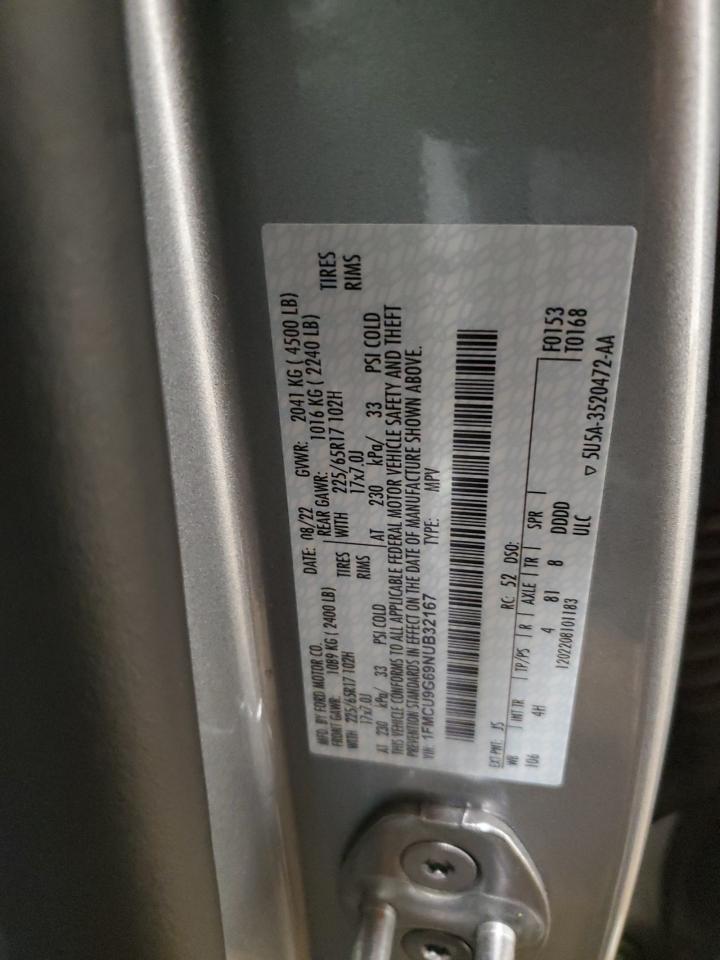 MFD. BY FORD MOTOR CO. DATE: 08/22 GVWR: 2041 KG ( 4500 LB)
FRONT GAWR: 1089 KG ( 2400 LB) REAR GAWR: 1016 KG ( 2240 LB)
WITH 225/65R17 102H TIRES WITH 225/65R17 102H TIRES
17x7.0J RIMS 17x7.0J RIMS
AT 230 kPa/ 33 PSI COLD AT 230 kPa/ 33 PSI COLD
THIS VEHICLE CONFORMS TO ALL APPLICABLE FEDERAL MOTOR VEHICLE SAFETY AND THEFT
PREVENTION STANDARDS IN EFFECT ON THE DATE OF MANUFACTURE SHOWN ABOVE.
VIN: 1FMCU9G69NUB32167 TYPE: MPV
EXT PNT: JS RC: 52 DSO:
WB INT TR TP/PS R AXLE TR SPR F0153
106 4H 4 81 8 DDDD T0168
1202208101183 ULC
▽ 5U5A-3520472-AA